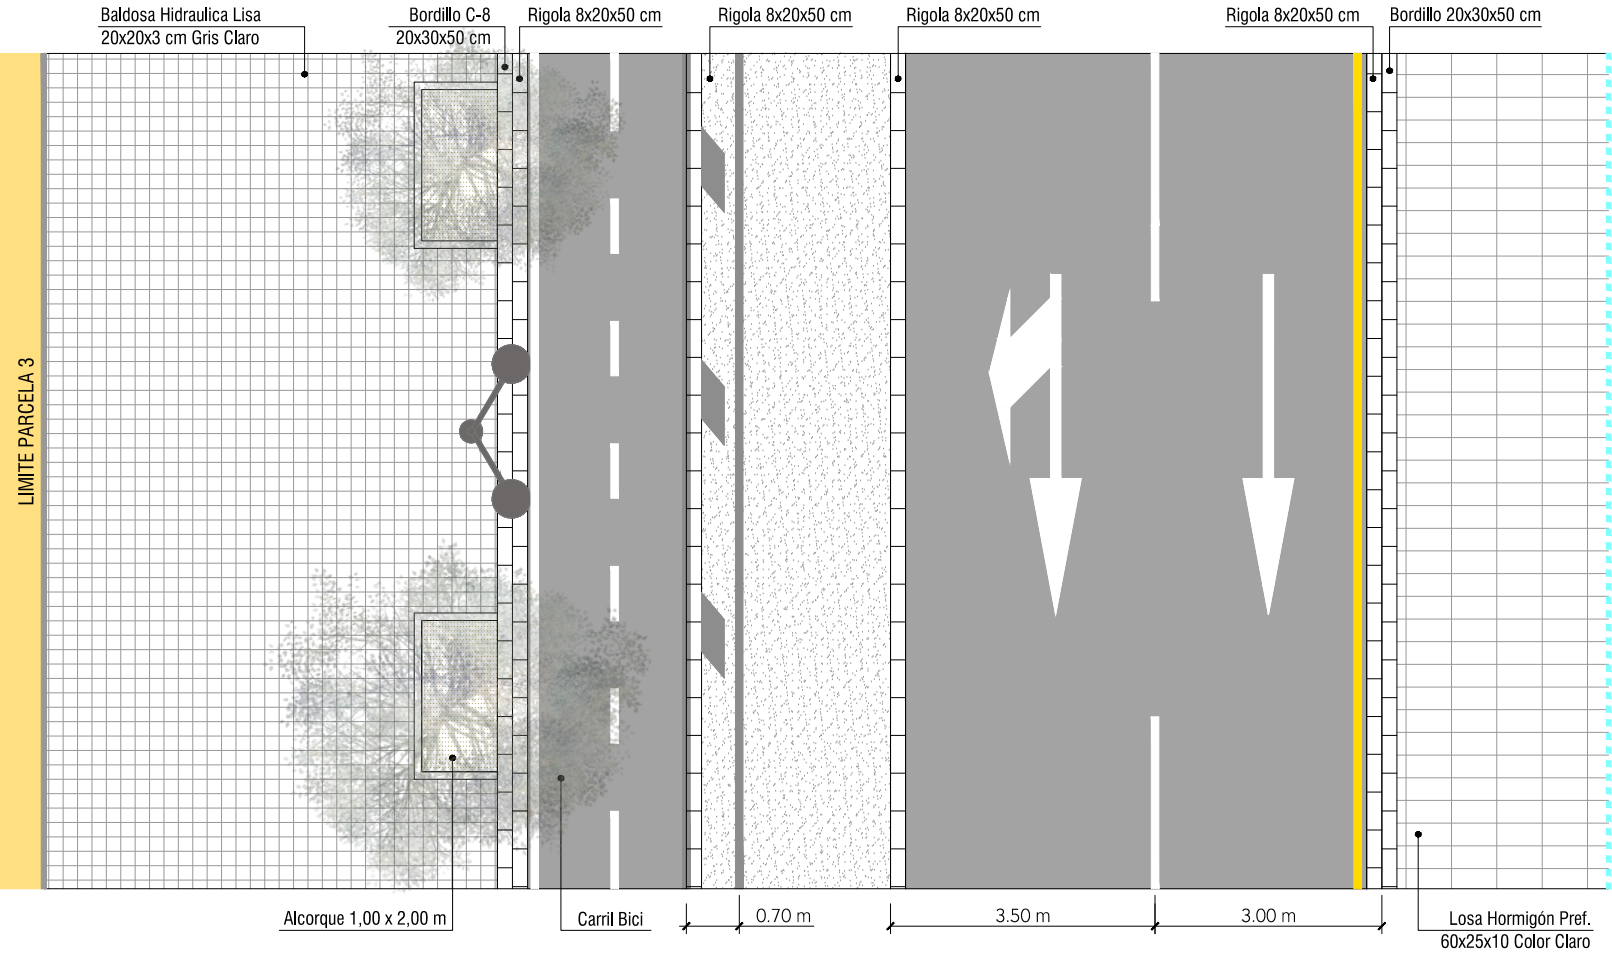 Baldosa Hidraulica Lisa
20x20x3 cm Gris Claro
Bordillo C-8
20x30x50 cm
Rigola 8x20x50 cm
Rigola 8x20x50 cm
Rigola 8x20x50 cm
Rigola 8x20x50 cm
Bordillo 20x30x50 cm
LIMITE PARCELA 3
Alcorque 1,00 x 2,00 m
Carril Bici
0.70 m
3.50 m
3.00 m
Losa Hormigón Pref.
60x25x10 Color Claro